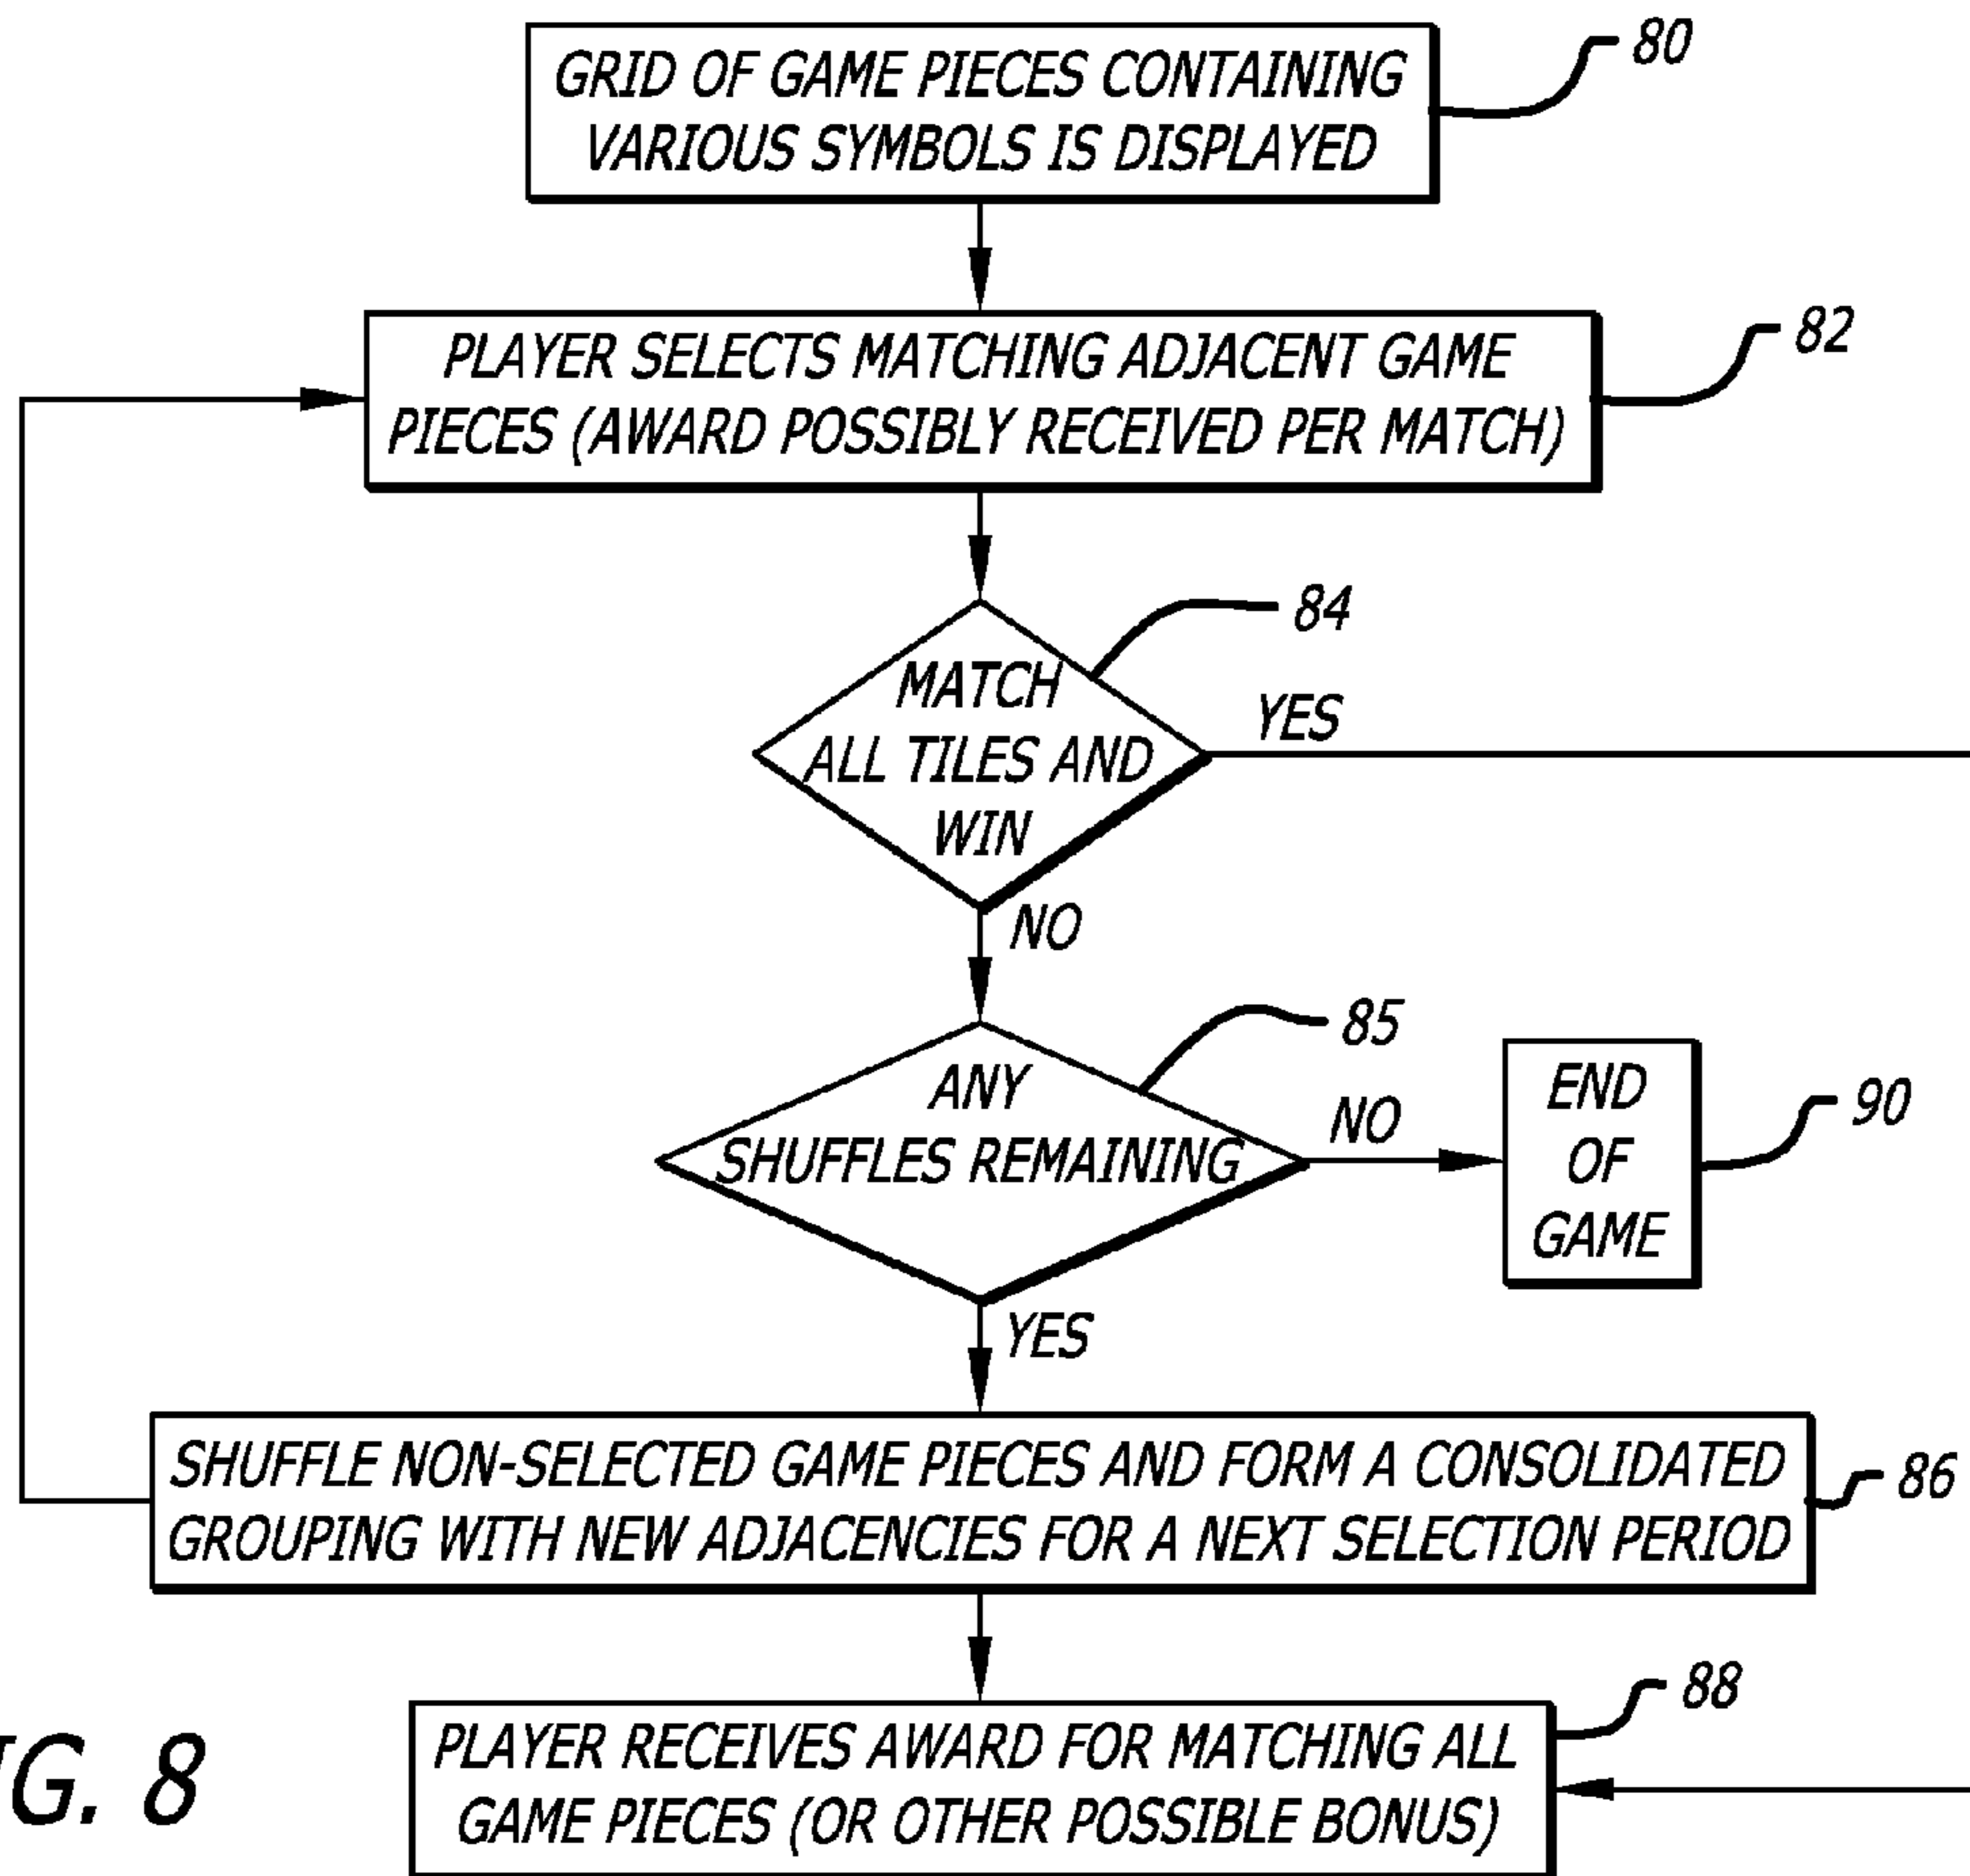 GRID OF GAME PIECES CONTAINING
VARIOUS SYMBOLS IS DISPLAYED
80
PLAYER SELECTS MATCHING ADJACENT GAME
PIECES (AWARD POSSIBLY RECEIVED PER MATCH)
82
84
MATCH
ALL TILES AND
WIN
YES
NO
85
ANY
SHUFFLES REMAINING
NO
END
OF
GAME
90
YES
SHUFFLE NON-SELECTED GAME PIECES AND FORM A CONSOLIDATED
GROUPING WITH NEW ADJACENCIES FOR A NEXT SELECTION PERIOD
86
88
PLAYER RECEIVES AWARD FOR MATCHING ALL
GAME PIECES (OR OTHER POSSIBLE BONUS)
IG. 8